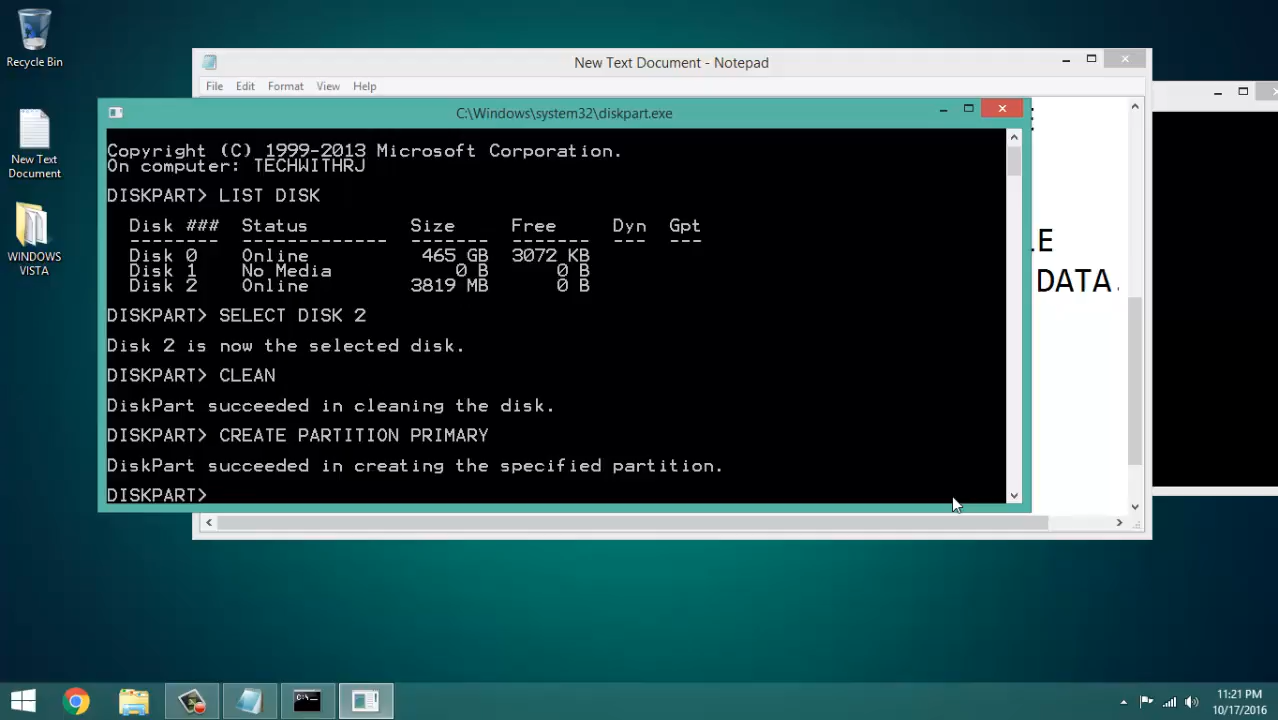 Recycle Bin
New Text
Document
WINDOWS
VISTA
New Text Document - Notepad
File Edit Format View Help
C:\Windows\system32\diskpart.exe
Copyright (C) 1999-2013 Microsoft Corporation.
On computer: TECHWITHRJ
DISKPART> LIST DISK
Disk ### Status Size Free Dyn Gpt
-------- ------------- ------- ------- --- ---
Disk 0 Online 465 GB 3072 KB
Disk 1 No Media 0 B 0 B
Disk 2 Online 3819 MB 0 B
DISKPART> SELECT DISK 2
Disk 2 is now the selected disk.
DISKPART> CLEAN
DiskPart succeeded in cleaning the disk.
DISKPART> CREATE PARTITION PRIMARY
DiskPart succeeded in creating the specified partition.
DISKPART>
LE
DATA.
C:\.
11:21 PM
10/17/2016